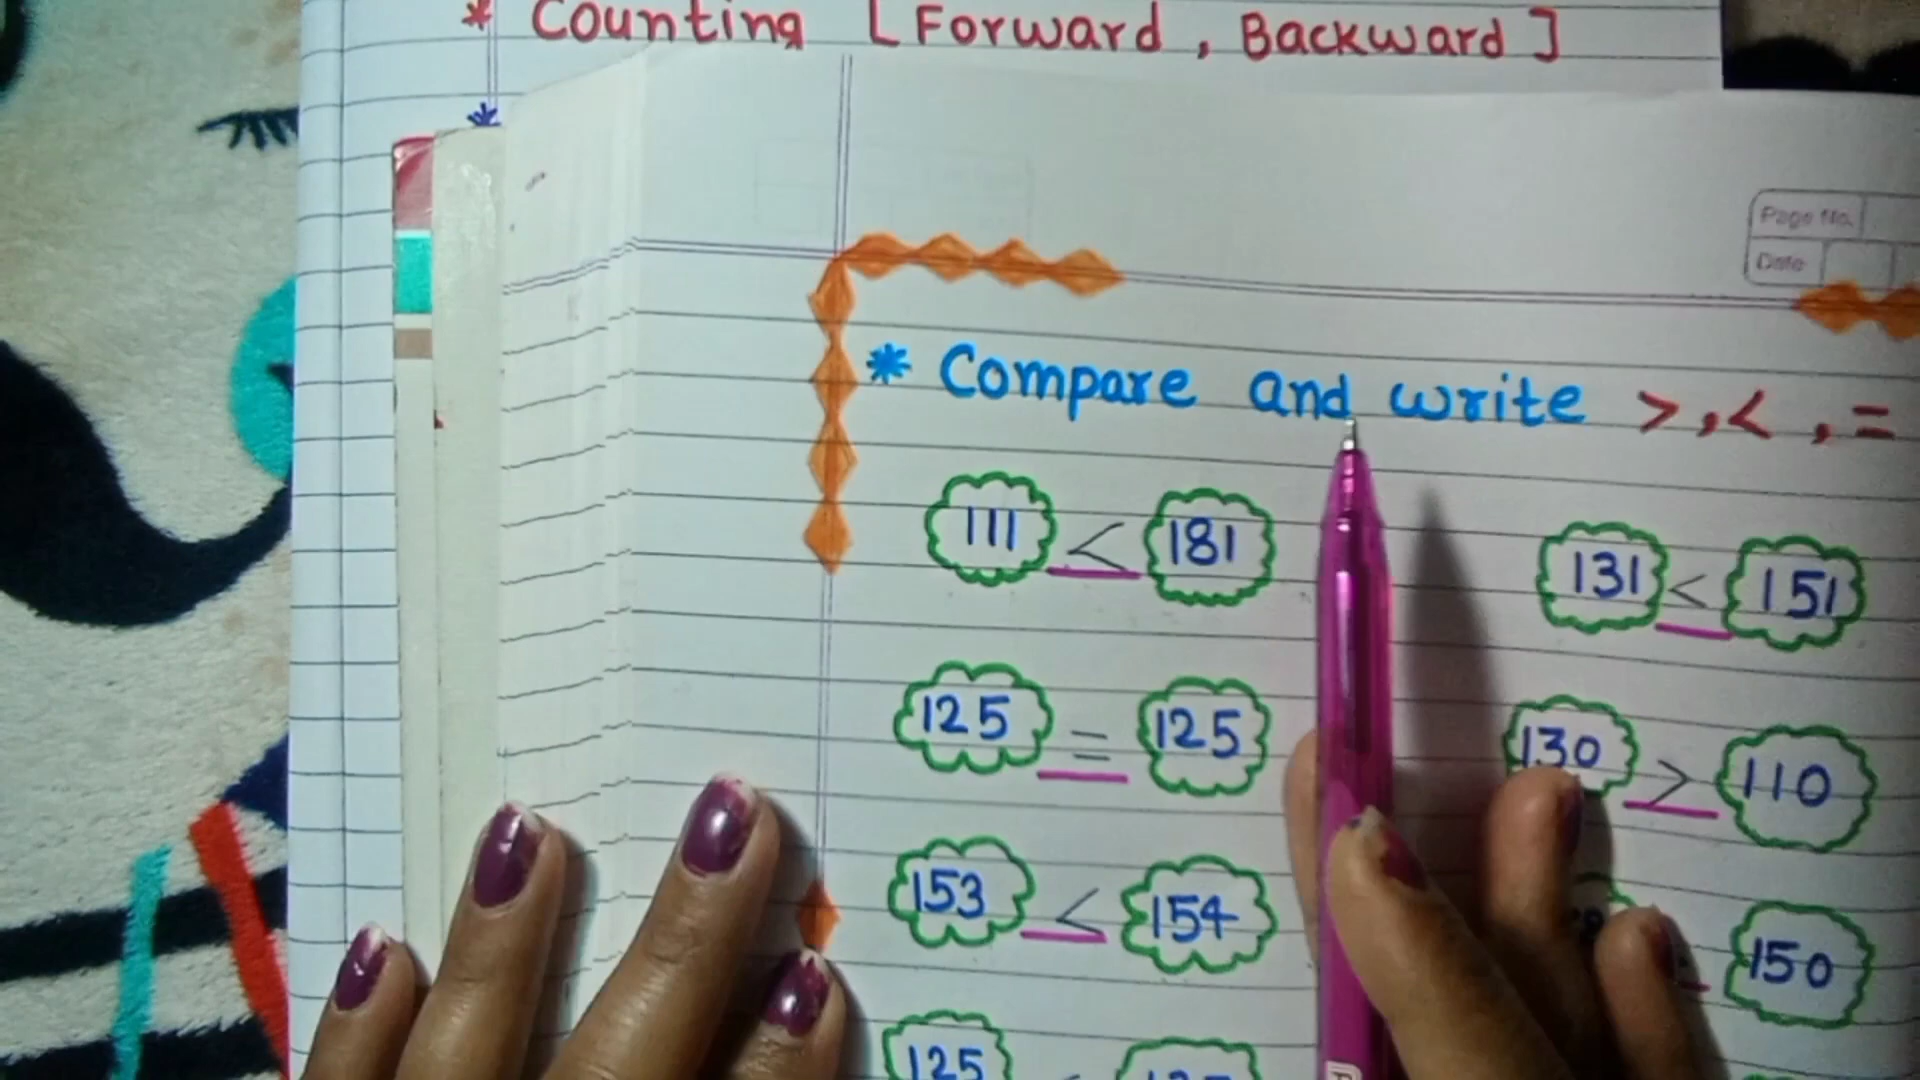 * Counting [Forward, Backward]
*
Page No.
Date
* Compare and write >, <, =
111 < 181 131 < 151
125 = 125 130 > 110
153 < 154 150
125